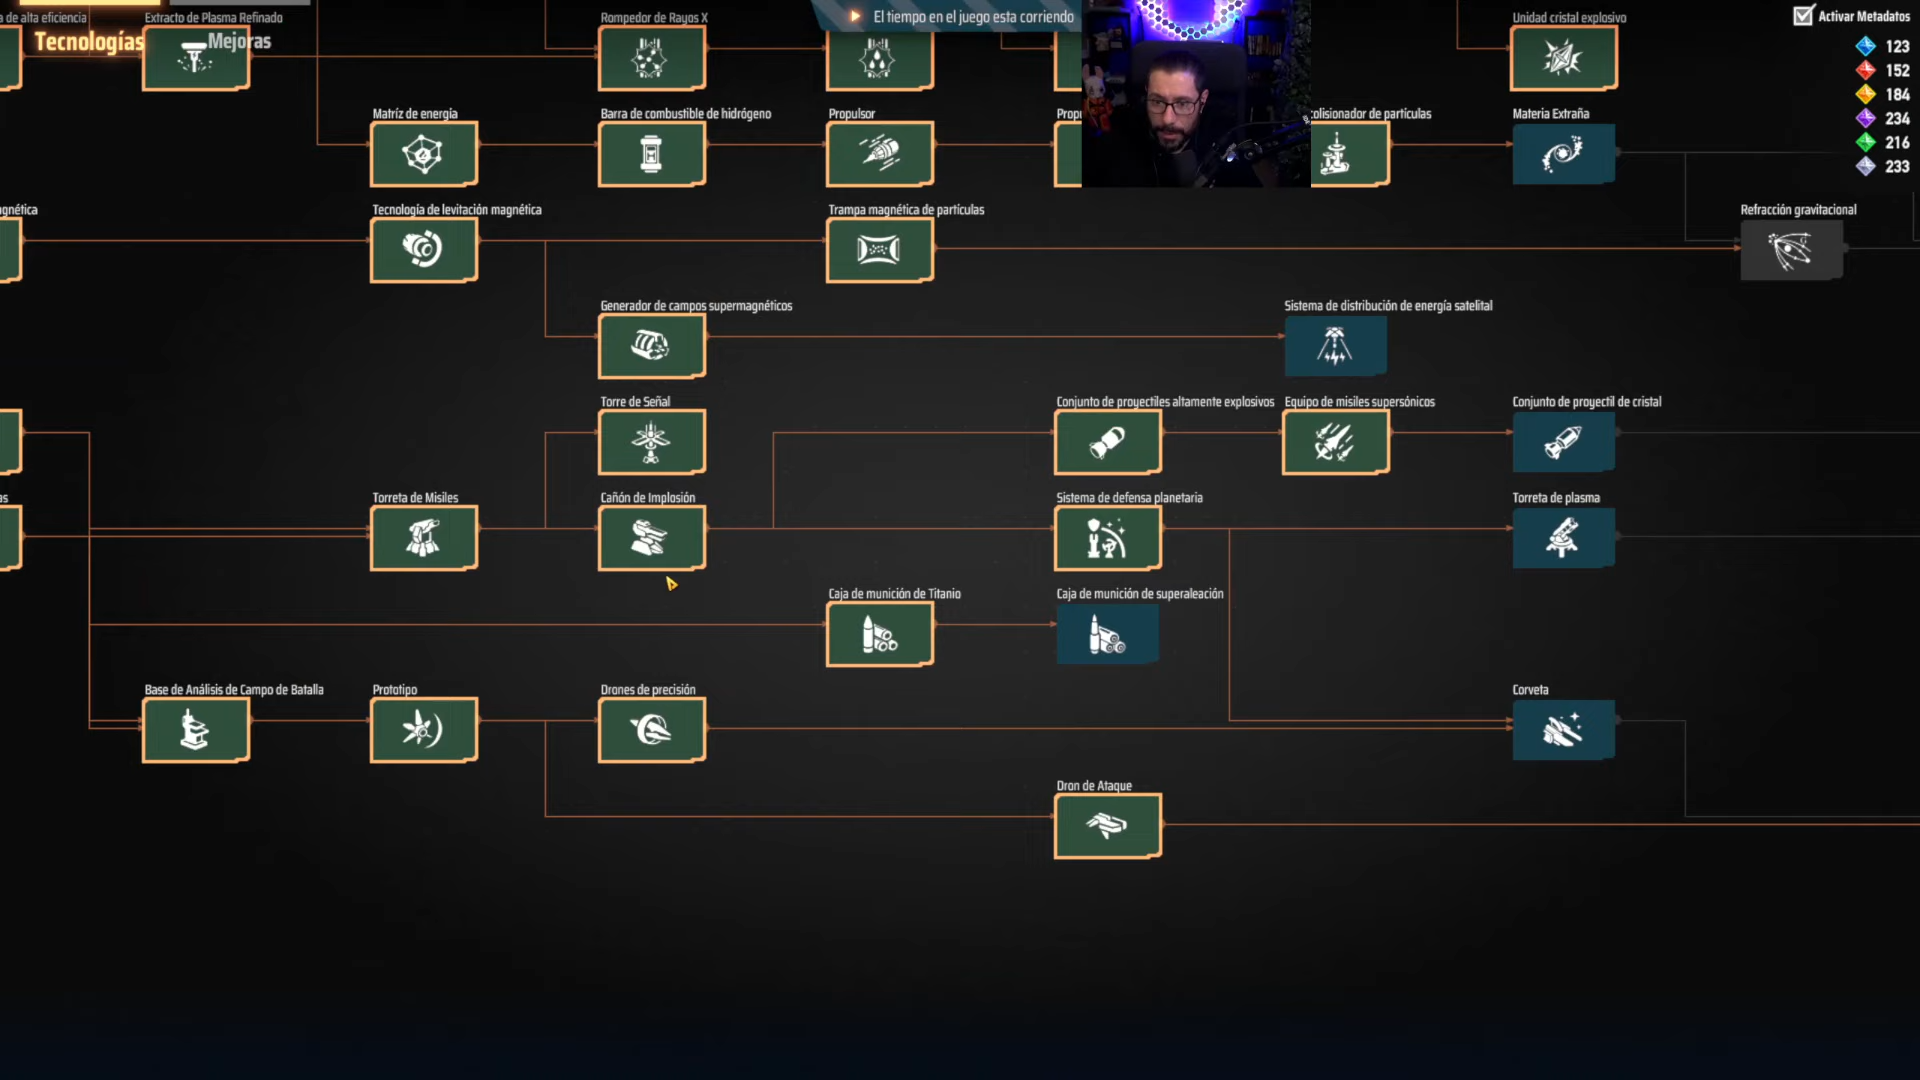 de alta eficiencia
Extracto de Plasma Refinado
Rompedor de Rayos X
El tiempo en el juego esta corriendo
Unidad cristal explosivo
Activar Metadatos
Tecnologías
Mejoras
123
152
184
234
216
233
Matríz de energía
Barra de combustible de hidrógeno
Propulsor
Prop
colisionador de partículas
Materia Extraña
agnética
Tecnología de levitación magnética
Trampa magnética de partículas
Refracción gravitacional
Generador de campos supermagnéticos
Sistema de distribución de energía satelital
Torre de Señal
Conjunto de proyectiles altamente explosivos
Equipo de misiles supersónicos
Conjunto de proyectil de cristal
as
Torreta de Misiles
Cañón de Implosión
Sistema de defensa planetaria
Torreta de plasma
Caja de munición de Titanio
Caja de munición de superaleación
Base de Análisis de Campo de Batalla
Prototipo
Drones de precisión
Corveta
Dron de Ataque